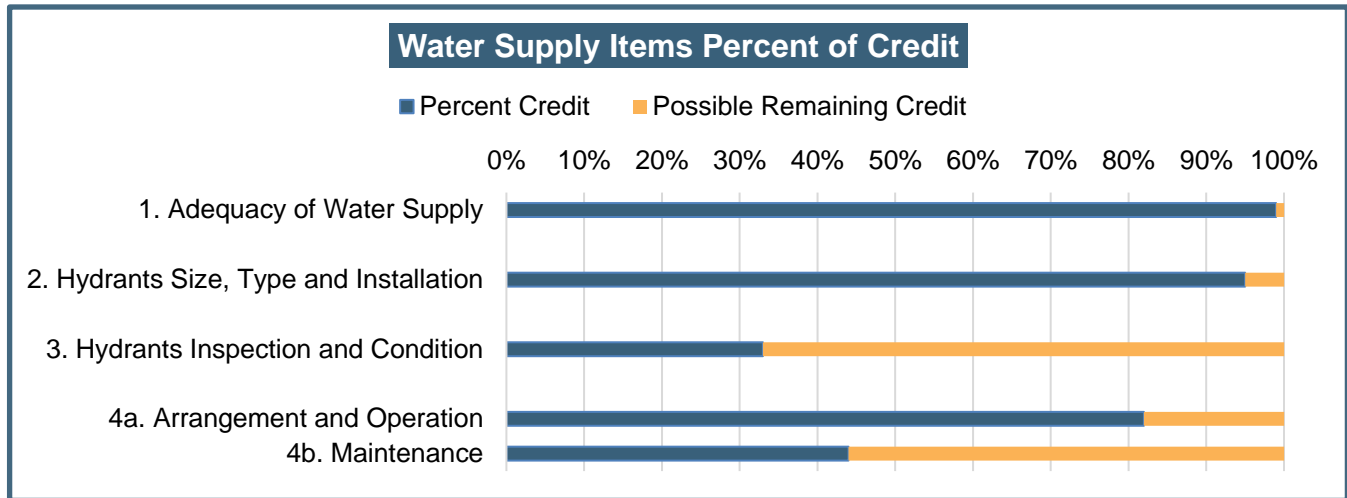 Water Supply Items Percent of Credit
Percent Credit Possible Remaining Credit
0% 10% 20% 30% 40% 50% 60% 70% 80% 90% 100%
1. Adequacy of Water Supply
2. Hydrants Size, Type and Installation
3. Hydrants Inspection and Condition
4a. Arrangement and Operation
4b. Maintenance